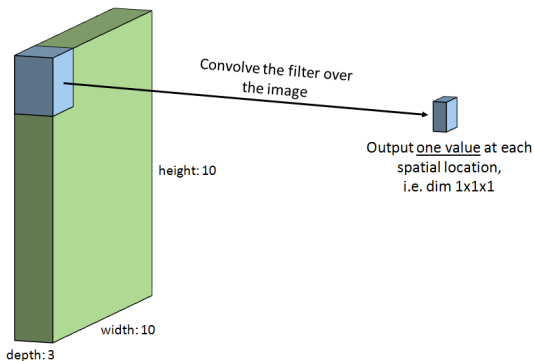 Convolve the filter over
the image
Output one value at each
spatial location,
i.e. dim 1x1x1
height: 10
width: 10
depth: 3